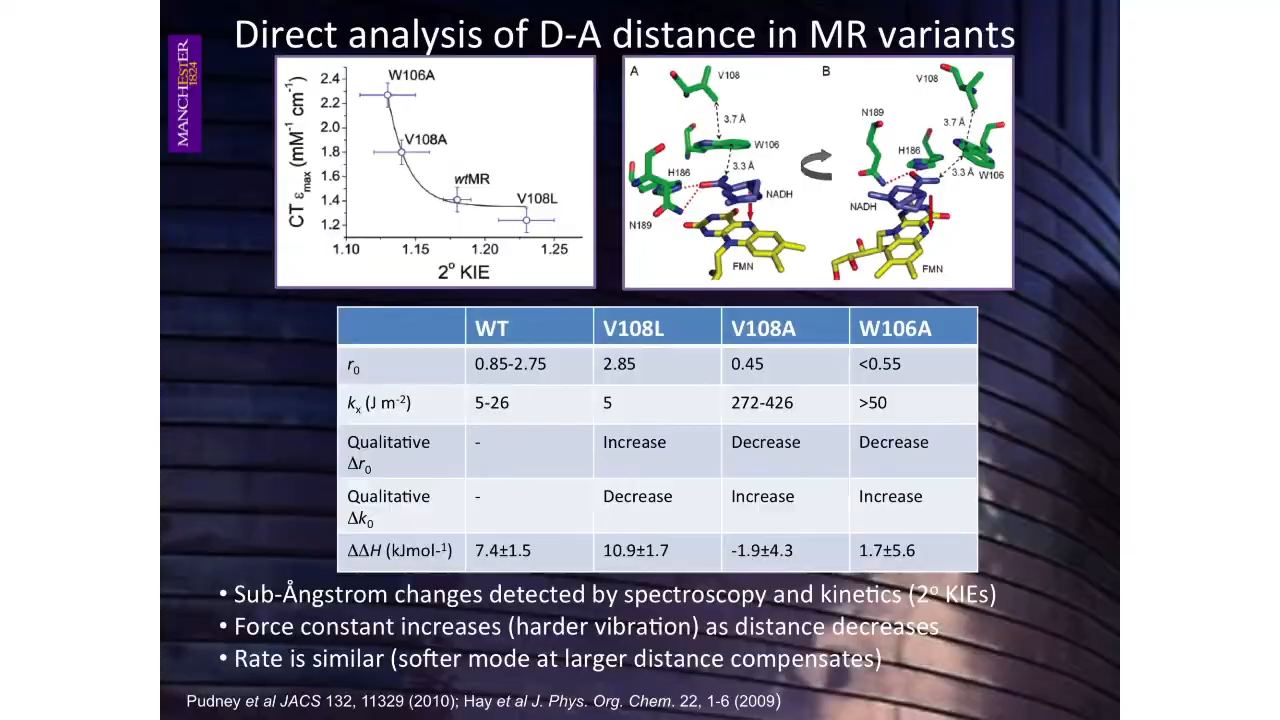 Direct analysis of D-A distance in MR variants
MANCHESTER
1824
W106A
V108A
wtMR
V108L
CT εmax (mM⁻¹ cm⁻¹)
2.4
2.2
2.0
1.8
1.6
1.4
1.2
1.10 1.15 1.20 1.25
2° KIE
A
V108
3.7 Å
W106
3.3 Å
H186
NADH
N189
FMN
B
V108
N189
3.7 Å
H186
3.3 Å
W106
NADH
FMN
WT V108L V108A W106A
r₀ 0.85-2.75 2.85 0.45 <0.55
kₓ (J m⁻²) 5-26 5 272-426 >50
Qualitative - Increase Decrease Decrease
Δr₀
Qualitative - Decrease Increase Increase
Δk₀
ΔΔH (kJmol-¹) 7.4±1.5 10.9±1.7 -1.9±4.3 1.7±5.6
• Sub-Ångstrom changes detected by spectroscopy and kinetics (2° KIEs)
• Force constant increases (harder vibration) as distance decreases
• Rate is similar (softer mode at larger distance compensates)
Pudney et al JACS 132, 11329 (2010); Hay et al J. Phys. Org. Chem. 22, 1-6 (2009)